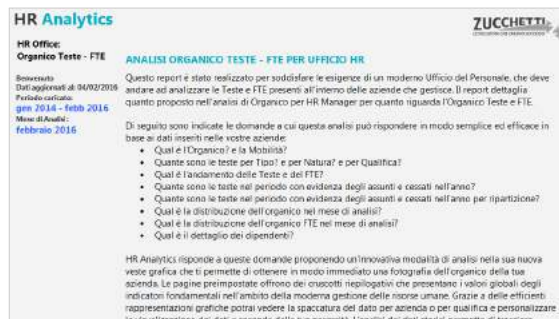 HR Analytics
ZUCCHETTI
HR Office:
Organico Teste - FTE
Benvenuto
Dati aggiornati al: 04/02/2016
Periodo caricato:
gen 2014 - febb 2016
Mese di Analisi:
febbraio 2016
ANALISI ORGANICO TESTE - FTE PER UFFICIO HR
Questo report é stato realizzato per soddisfare le esigenze di un moderno Ufficio del Personale, che deve
andare ad analizzare le Teste e FTE presenti all'interno delle aziende che gestisce. Il report dettaglia
quanto proposto nell'analisi di Organico per HR Manager per quanto riguarda l'Organico Teste e FTE.
Di seguito sono indicate le domande a cui questa analisi può rispondere in modo semplice ed efficace in
base ai dati inseriti nelle vostre aziende:
• Qual é l'Organico? e la Mobilità?
• Quante sono le teste per Tipo? e per Natura? e per Qualifica?
• Qual é l'andamento delle Teste e del FTE?
• Quante sono le teste nel periodo con evidenza degli assunti e cessati nell'anno?
• Quante sono le teste nel periodo con evidenza degli assunti e cessati nell'anno per ripartizione?
• Qual é la distribuzione dell'organico nel mese di analisi?
• Qual é la distribuzione dell'organico FTE nel mese di analisi?
• Qual é il dettaglio dei dipendenti?
HR Analytics risponde a queste domande proponendo un'innovativa modalità di analisi nella sua nuova
veste grafica che ti permette di ottenere in modo immediato una fotografia dell'organico della tua
azienda. Le pagine preimpostate offrono dei cruscotti riepilogativi che presentano i valori globali degli
indicatori fondamentali nell'ambito della moderna gestione delle risorse umane. Grazie a delle efficienti
rappresentazioni grafiche potrai vedere la spaccatura del dato per azienda o per qualifica e personalizzare